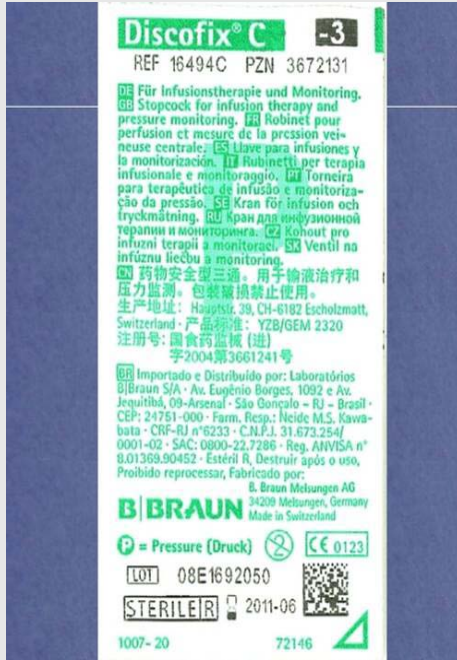 Discofix® C -3
REF 16494C PZN 3672131
DE Für Infusionstherapie und Monitoring.
GB Stopcock for infusion therapy and
pressure monitoring. FR Robinet pour
perfusion et mesure de la pression vei-
neuse centrale. ES Llave para infusiones y
la monitorización. IT Rubinetti per terapia
infusionale e monitoraggio. PT Torneira
para terapêutica de infusão e monitoriza-
ção da pressão. SE Kran för infusion och
tryckmätning. RU Кран для инфузионной
терапии и мониторинга. CZ Kohout pro
infuzní terapii a monitoraci. SK Ventil na
infúznu liečbu a monitoring.
CN 药物安全型三通。用于输液治疗和
压力监测。包装破损禁止使用。
生产地址: Hauptstr. 39, CH-6182 Escholzmatt,
Switzerland · 产品标准: YZB/GEM 2320
注册号: 国食药监械 (进)
字2004第3661241号
BR Importado e Distribuído por: Laboratórios
B|Braun S/A · Av. Eugênio Borges, 1092 e Av.
Jequitibá, 09-Arsenal · São Gonçalo – RJ – Brasil ·
CEP: 24751-000 · Farm. Resp.: Neide M.S. Kawa-
bata · CRF-RJ n°6233 · C.N.P.J. 31.673.254/
0001-02 · SAC: 0800-22.7286 · Reg. ANVISA n°
8.01369.90452 · Estéril R, Destruir após o uso,
Proibido reprocessar, Fabricado por:
B. Braun Melsungen AG
34209 Melsungen, Germany
Made in Switzerland
B|BRAUN
P = Pressure (Druck) 2 CE 0123
LOT 08E1692050
STERILE R 2011-06
1007-20 72146